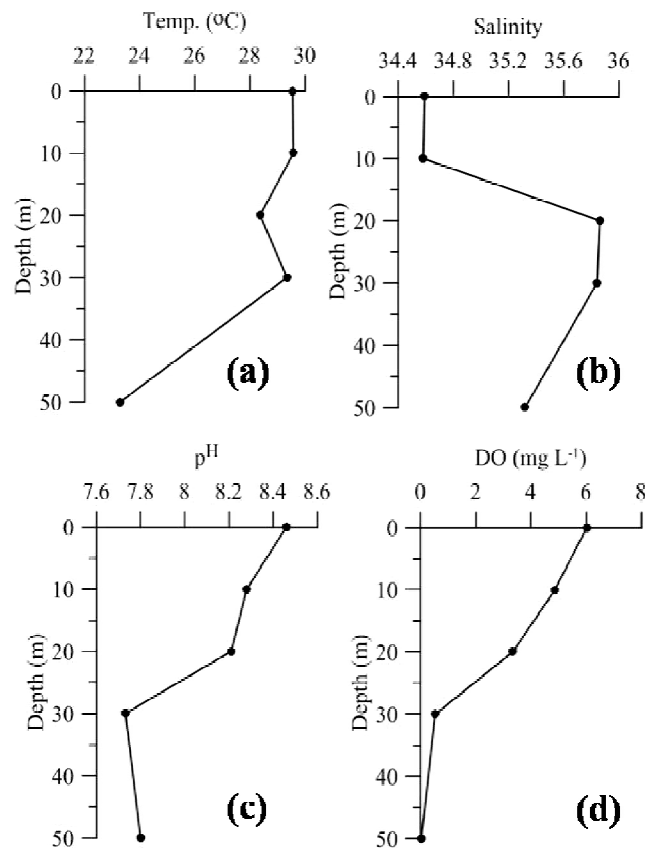 Temp. (ºC)
22 24 26 28 30
0
10
20
30
40
50
Depth (m)
(a)
Salinity
34.4 34.8 35.2 35.6 36
0
10
20
30
40
50
Depth (m)
(b)
pH
7.6 7.8 8 8.2 8.4 8.6
0
10
20
30
40
50
Depth (m)
(c)
DO (mg L-1)
0 2 4 6 8
0
10
20
30
40
50
Depth (m)
(d)